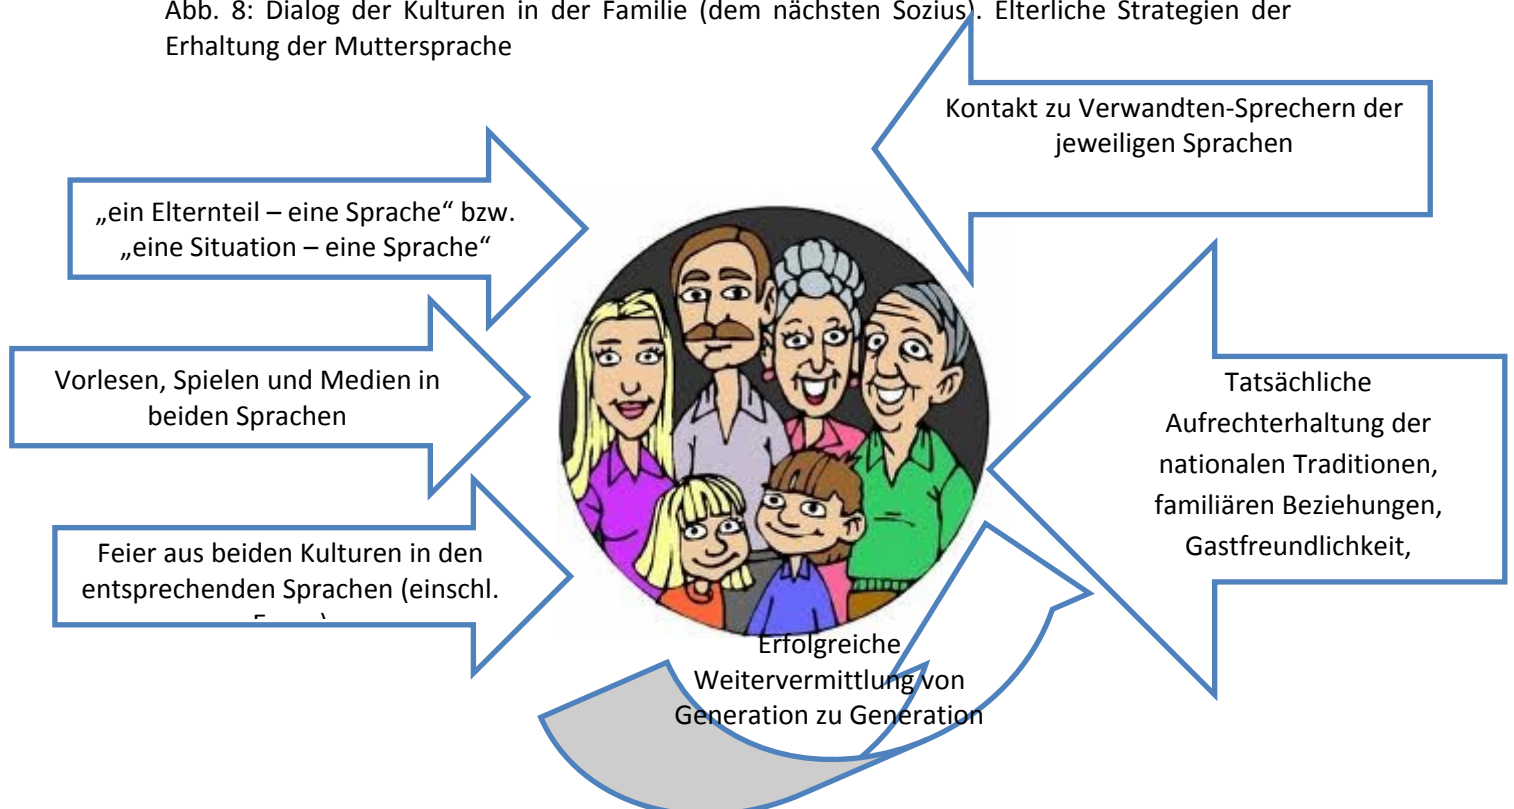 Abb. 8: Dialog der Kulturen in der Familie (dem nächsten Sozius). Elterliche Strategien der
Erhaltung der Muttersprache
Kontakt zu Verwandten-Sprechern der
jeweiligen Sprachen
„ein Elternteil – eine Sprache“ bzw.
„eine Situation – eine Sprache“
Vorlesen, Spielen und Medien in
beiden Sprachen
Tatsächliche
Aufrechterhaltung der
nationalen Traditionen,
familiären Beziehungen,
Gastfreundlichkeit,
Feier aus beiden Kulturen in den
entsprechenden Sprachen (einschl.
Erfolgreiche
Weitervermittlung von
Generation zu Generation